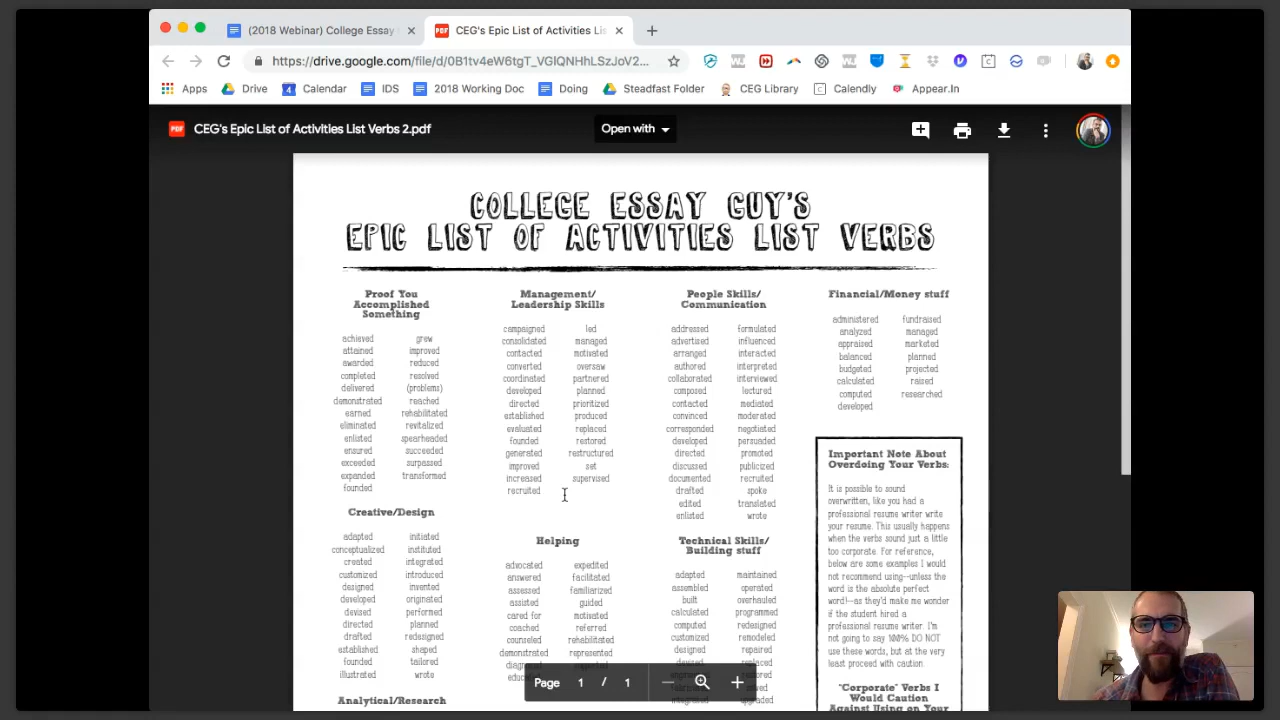 (2018 Webinar) College Essay
CEG's Epic List of Activities Lis
https://drive.google.com/file/d/0B1tv4eW6tgT_VGlQNHhLSzJoV2...
Apps
Drive
Calendar
IDS
2018 Working Doc
Doing
Steadfast Folder
CEG Library
Calendly
Appear.In
CEG's Epic List of Activities List Verbs 2.pdf
Open with
COLLEGE ESSAY GUY'S
EPIC LIST OF ACTIVITIES LIST VERBS
Proof You
Accomplished
Something
achieved grew
attained improved
awarded reduced
completed resolved
delivered (problems)
demonstrated reached
earned rehabilitated
eliminated revitalized
enlisted spearheaded
ensured succeeded
exceeded surpassed
expanded transformed
founded
Creative/Design
adapted initiated
conceptualized instituted
created integrated
customized introduced
designed invented
developed originated
devised performed
directed planned
drafted redesigned
established shaped
founded tailored
illustrated wrote
Analytical/Research
Management/
Leadership Skills
campaigned led
consolidated managed
contacted motivated
converted oversaw
coordinated partnered
developed planned
directed prioritized
established produced
evaluated replaced
founded restored
generated restructured
improved set
increased supervised
recruited
Helping
advocated expedited
answered facilitated
assessed familiarized
assisted guided
cared for motivated
coached referred
counseled rehabilitated
demonstrated represented
People Skills/
Communication
addressed formulated
advertised influenced
arranged interacted
authored interpreted
collaborated interviewed
composed lectured
contacted mediated
convinced moderated
corresponded negotiated
developed persuaded
directed promoted
discussed publicized
documented recruited
drafted spoke
edited translated
enlisted wrote
Technical Skills/
Building stuff
adapted maintained
assembled operated
built overhauled
calculated programmed
computed redesigned
customized remodeled
designed repaired
devised replaced
Financial/Money stuff
administered fundraised
analyzed managed
appraised marketed
balanced planned
budgeted projected
calculated raised
computed researched
developed
Important Note About
Overdoing Your Verbs:
It is possible to sound
overwritten, like you had a
professional resume writer write
your resume. This usually happens
when the verbs sound just a little
too corporate. For reference,
below are some examples I would
not recommend using--unless the
word is the absolute perfect
word!--as they'd make me wonder
if the student hired a
professional resume writer. I'm
not going to say 100% DO NOT
use these words, but at the very
least proceed with caution.
"Corporate" Verbs I
Would Caution
Against Using on Your
Page 1 / 1